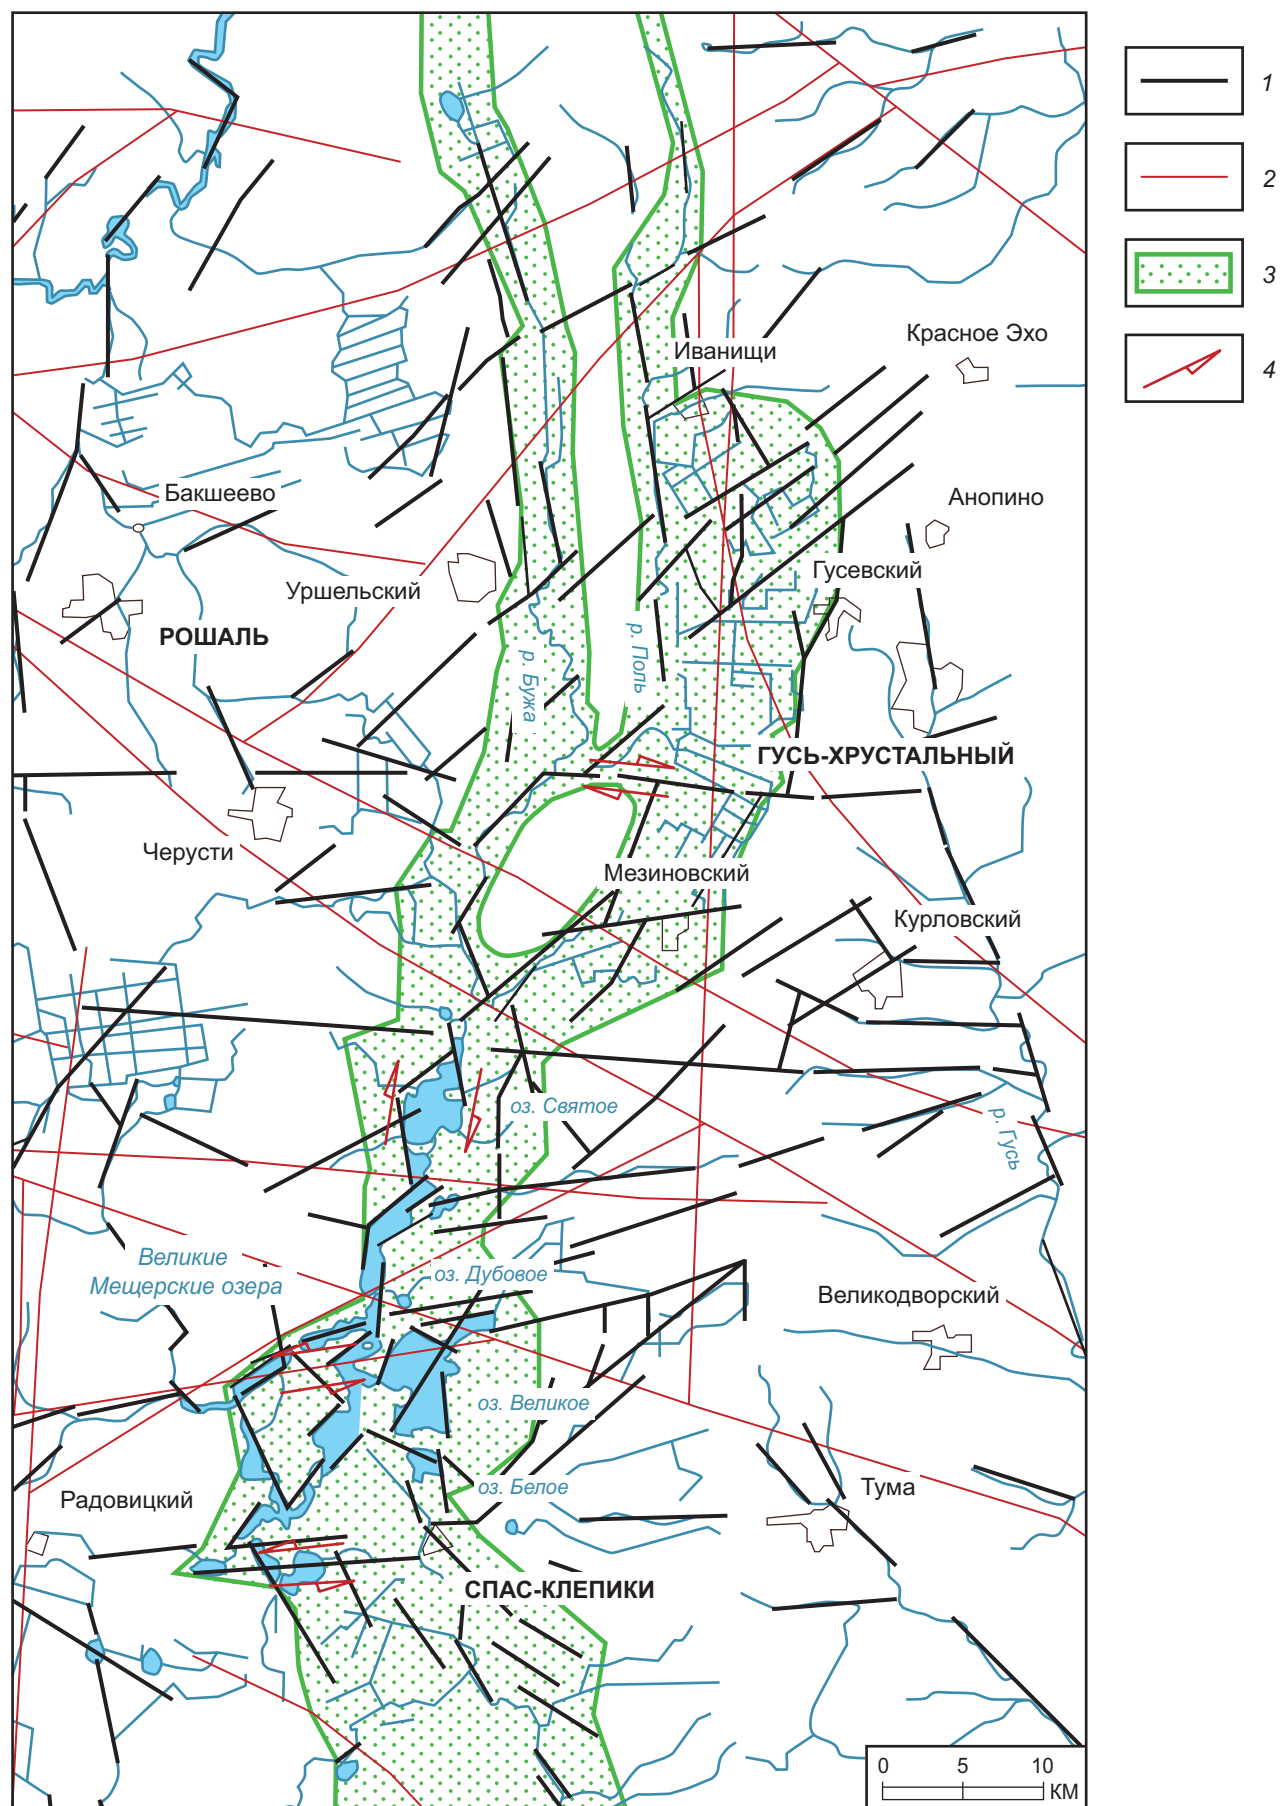 1
2
3
4
Красное Эхо
Иванищи
Бакшеево
Анопино
Гусевский
Уршельский
РОШАЛЬ
р. Бужа
р. Поль
ГУСЬ-ХРУСТАЛЬНЫЙ
Черусти
Мезиновский
Курловский
оз. Святое
р. Гусь
Великие
Мещерские озера
оз. Дубовое
Великодворский
оз. Великое
оз. Белое
Радовицкий
Тума
СПАС-КЛЕПИКИ
0 5 10
КМ